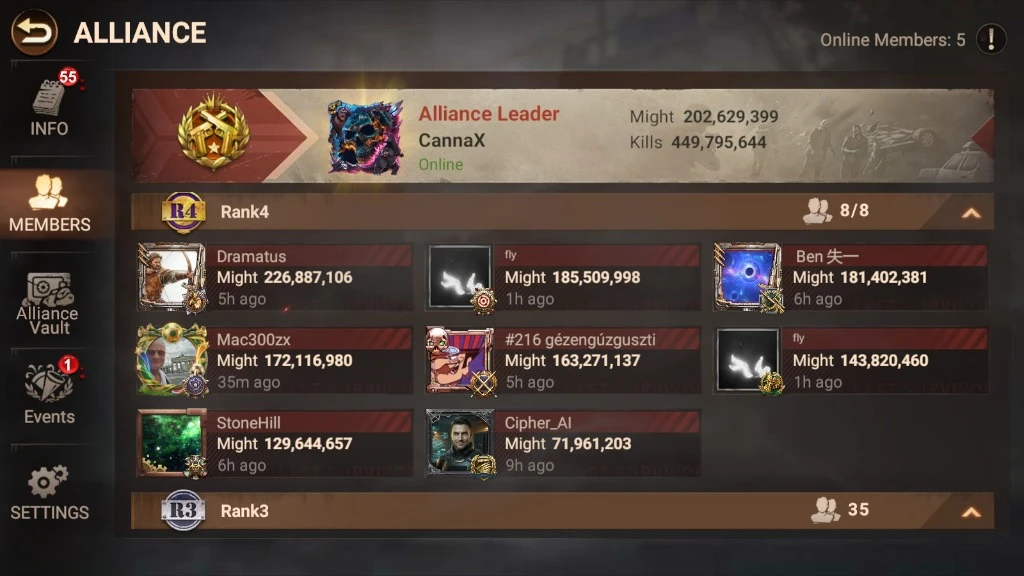 ALLIANCE
Online Members: 5
55
INFO
MEMBERS
Alliance
Vault
1
Events
SETTINGS
Alliance Leader
CannaX
Online
Might 202,629,399
Kills 449,795,644
R4 Rank4 8/8
Dramatus
Might 226,887,106
5h ago
fly
Might 185,509,998
1h ago
Ben 失一
Might 181,402,381
6h ago
Mac300zx
Might 172,116,980
35m ago
#216 gézengúzguszti
Might 163,271,137
5h ago
fly
Might 143,820,460
1h ago
StoneHill
Might 129,644,657
6h ago
Cipher_AI
Might 71,961,203
9h ago
R3 Rank3 35